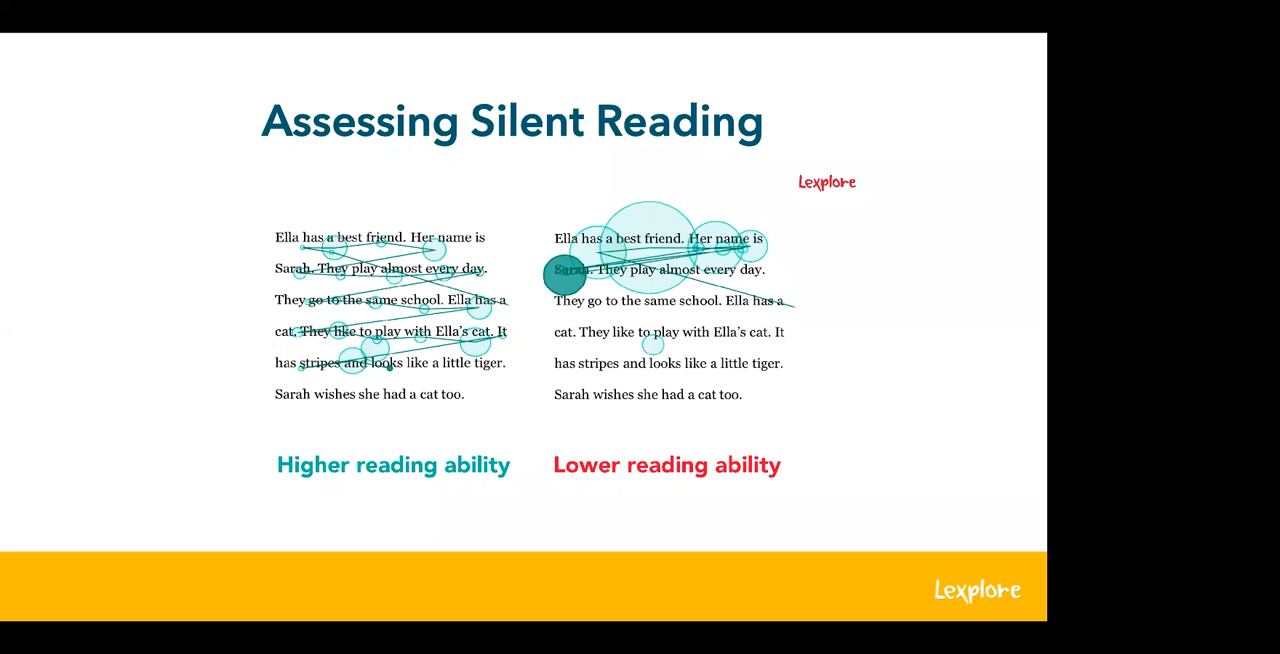 Assessing Silent Reading
Lexplore
Ella has a best friend. Her name is
Sarah. They play almost every day.
They go to the same school. Ella has a
cat. They like to play with Ella's cat. It
has stripes and looks like a little tiger.
Sarah wishes she had a cat too.
Higher reading ability
Ella has a best friend. Her name is
Sarah. They play almost every day.
They go to the same school. Ella has a
cat. They like to play with Ella's cat. It
has stripes and looks like a little tiger.
Sarah wishes she had a cat too.
Lower reading ability
Lexplore